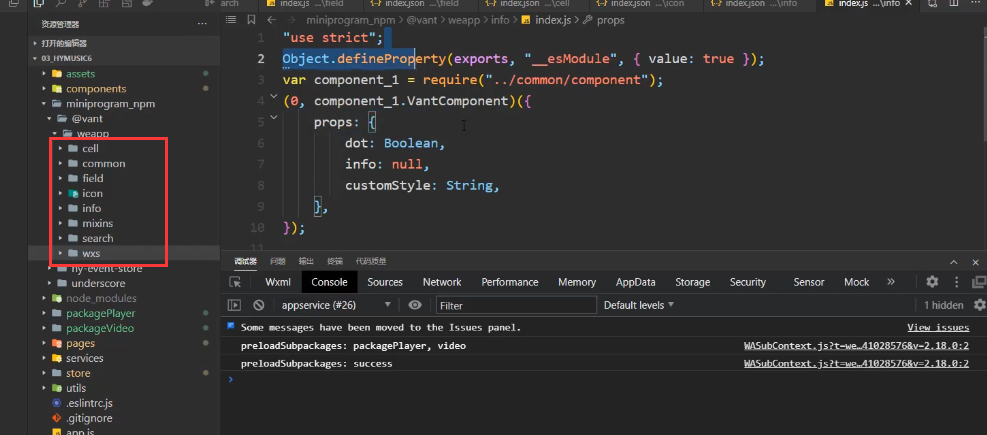 资源管理器
打开的编辑器
03_HYMUSIC6
assets
components
miniprogram_npm
@vant
weapp
cell
common
field
icon
info
mixins
search
wxs
hy-event-store
underscore
node_modules
packagePlayer
packageVideo
pages
services
store
utils
.eslintrc.js
.gitignore
app.js
arch
index.js ...\field
index.json ...\field
index.js ...\cell
index.json ...\icon
index.js ...\icon
index.json ...\info
index.js ...\info
miniprogram_npm > @vant > weapp > info > index.js > props
1 "use strict";
2 Object.defineProperty(exports, "__esModule", { value: true });
3 var component_1 = require("../common/component");
4 (0, component_1.VantComponent)({
5 props: {
6 dot: Boolean,
7 info: null,
8 customStyle: String,
9 },
10 });
11
调试器 问题 输出 终端 代码质量
Wxml Console Sources Network Performance Memory AppData Storage Security Sensor Mock »
appservice (#26) Filter Default levels 1 hidden
Some messages have been moved to the Issues panel. View issues
preloadSubpackages: packagePlayer, video WASubContext.js?t=we…41028576&v=2.18.0:2
preloadSubpackages: success WASubContext.js?t=we…41028576&v=2.18.0:2